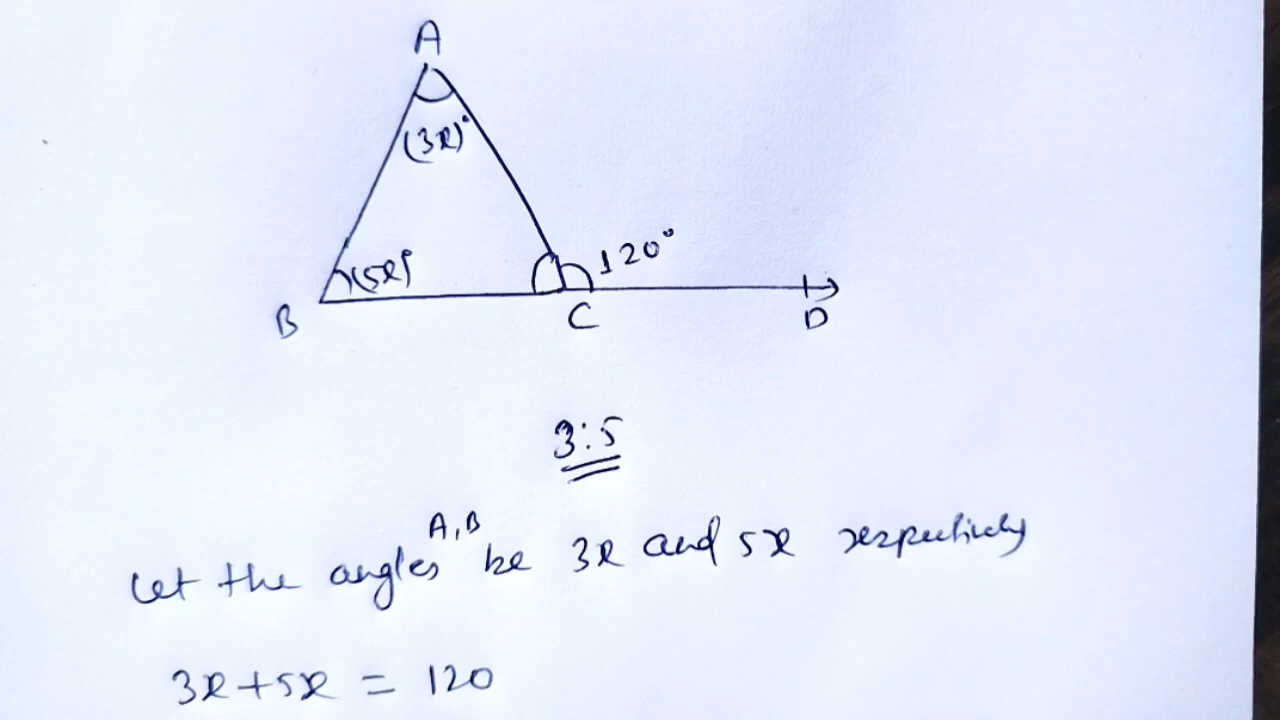 A
(3x)°
(5x)°
120°
B
C
D
3:5
A,B
Let the angles be 3x and 5x respectively
3x+5x = 120